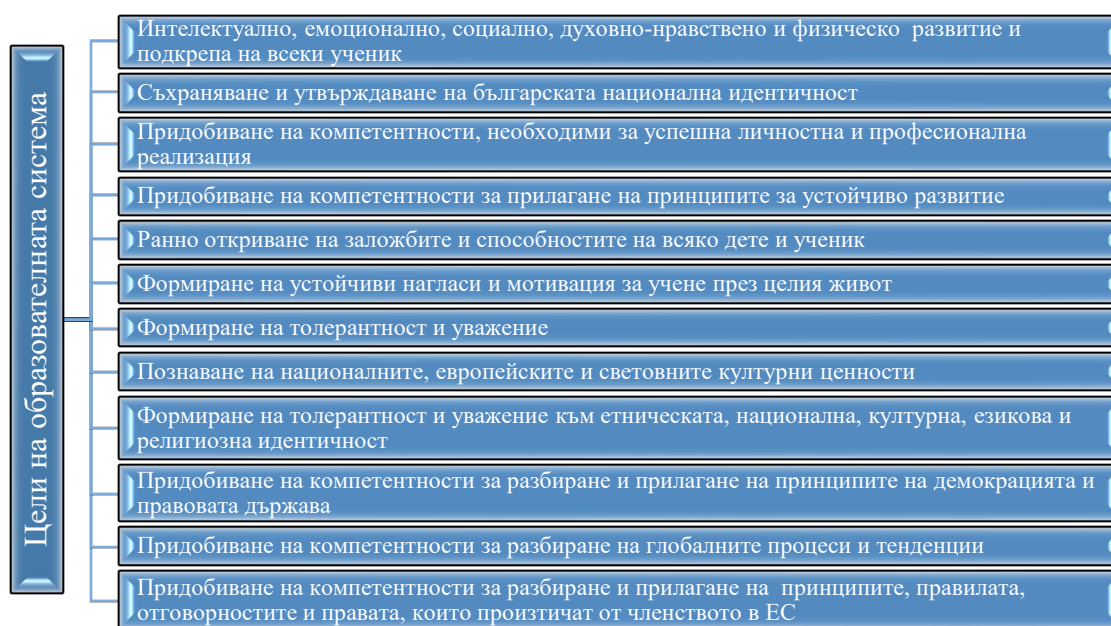 Цели на образователната система
Интелектуално, емоционално, социално, духовно-нравствено и физическо развитие и
подкрепа на всеки ученик
Съхраняване и утвърждаване на българската национална идентичност
Придобиване на компетентности, необходими за успешна личностна и професионална
реализация
Придобиване на компетентности за прилагане на принципите за устойчиво развитие
Ранно откриване на заложбите и способностите на всяко дете и ученик
Формиране на устойчиви нагласи и мотивация за учене през целия живот
Формиране на толерантност и уважение
Познаване на националните, европейските и световните културни ценности
Формиране на толерантност и уважение към етническата, национална, културна, езикова и
религиозна идентичност
Придобиване на компетентности за разбиране и прилагане на принципите на демокрацията и
правовата държава
Придобиване на компетентности за разбиране на глобалните процеси и тенденции
Придобиване на компетентности за разбиране и прилагане на принципите, правилата,
отговорностите и правата, които произтичат от членството в ЕС